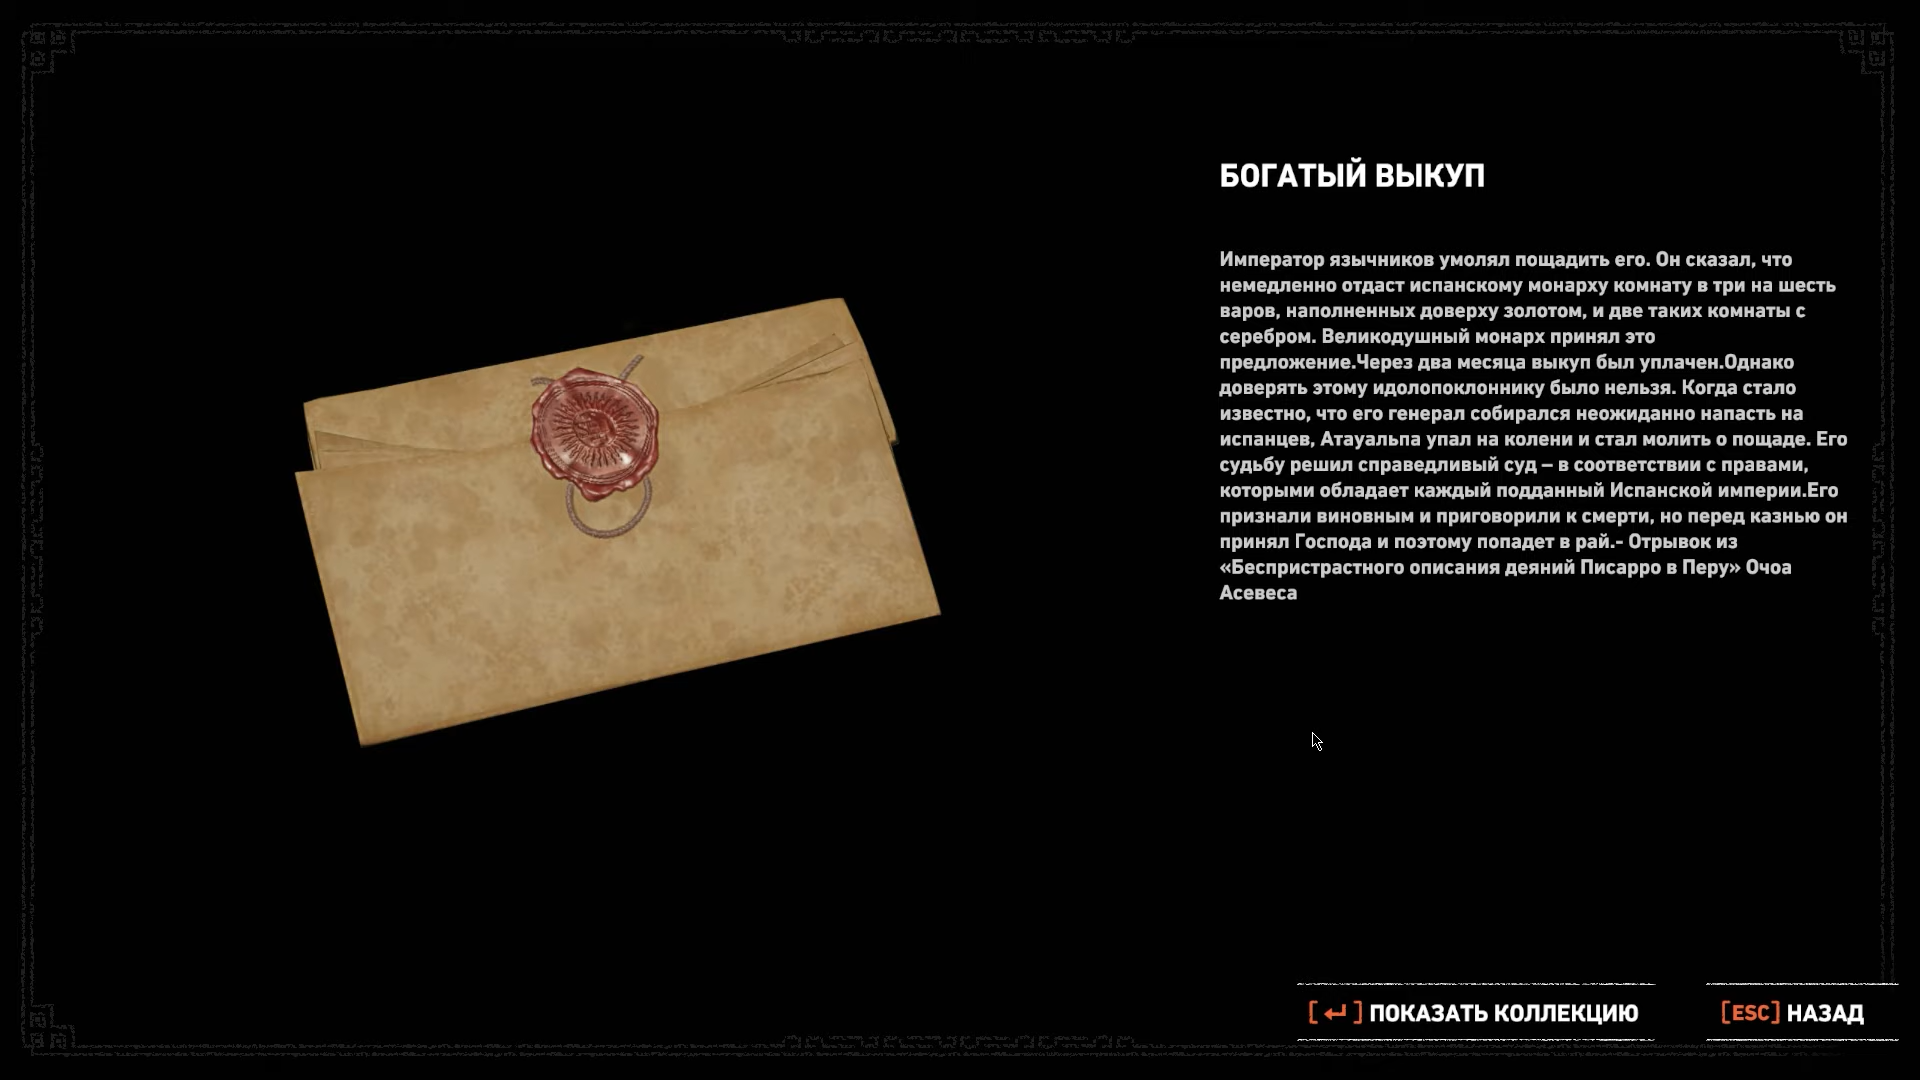 БОГАТЫЙ ВЫКУП
Император язычников умолял пощадить его. Он сказал, что
немедленно отдаст испанскому монарху комнату в три на шесть
варов, наполненных доверху золотом, и две таких комнаты с
серебром. Великодушный монарх принял это
предложение.Через два месяца выкуп был уплачен.Однако
доверять этому идолопоклоннику было нельзя. Когда стало
известно, что его генерал собирался неожиданно напасть на
испанцев, Атауальпа упал на колени и стал молить о пощаде. Его
судьбу решил справедливый суд – в соответствии с правами,
которыми обладает каждый подданный Испанской империи.Его
признали виновным и приговорили к смерти, но перед казнью он
принял Господа и поэтому попадет в рай.- Отрывок из
«Беспристрастного описания деяний Писарро в Перу» Очоа
Асевеса
[↵] ПОКАЗАТЬ КОЛЛЕКЦИЮ
[ESC] НАЗАД